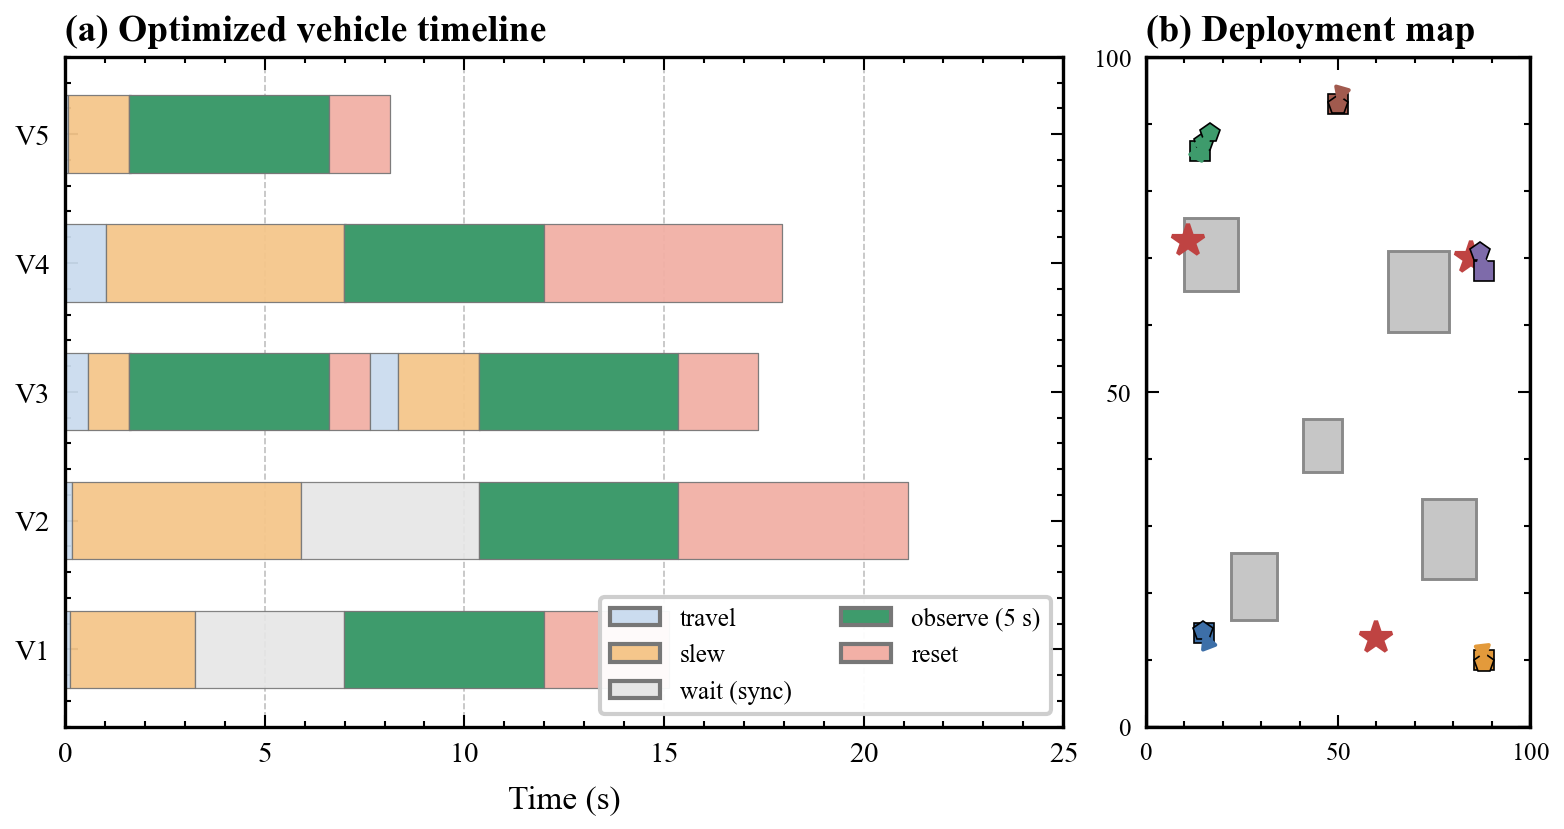 (a) Optimized vehicle timeline
V5
V4
V3
V2
V1
travel
slew
wait (sync)
observe (5 s)
reset
0 5 10 15 20 25
Time (s)
(b) Deployment map
100
50
0
0 50 100